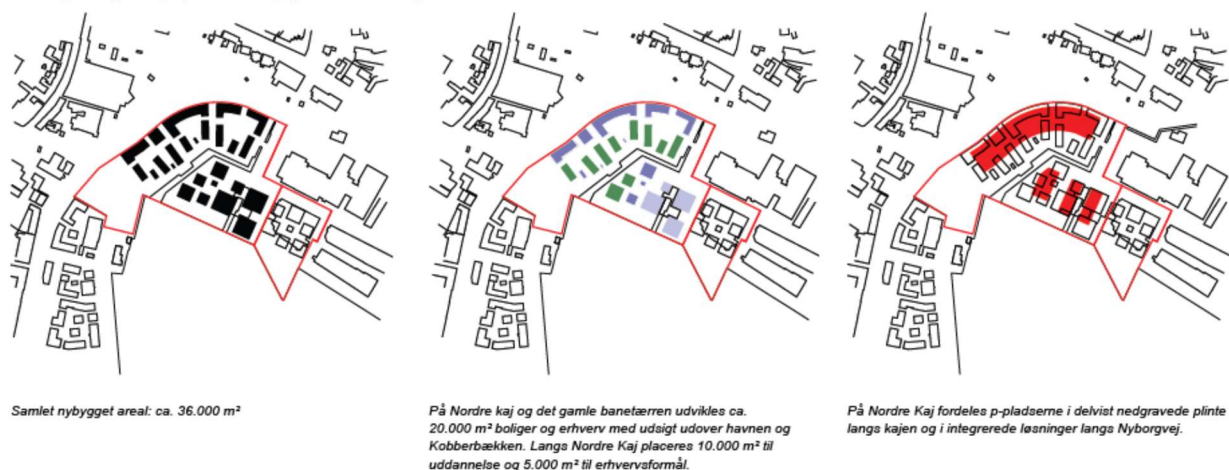 Samlet nybygget areal: ca. 36.000 m²
På Nordre kaj og det gamle banetærren udvikles ca.
20.000 m² boliger og erhverv med udsigt udover havnen og
Kobberbækken. Langs Nordre Kaj placeres 10.000 m² til
uddannelse og 5.000 m² til erhvervsformål.
På Nordre Kaj fordeles p-pladserne i delvist nedgravede plinte
langs kajen og i integrerede løsninger langs Nyborgvej.